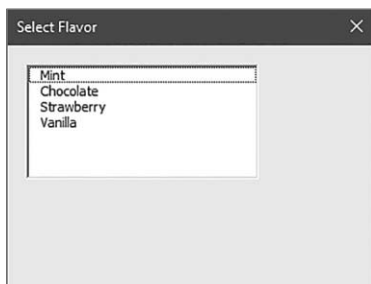 Select Flavor
Mint
Chocolate
Strawberry
Vanilla